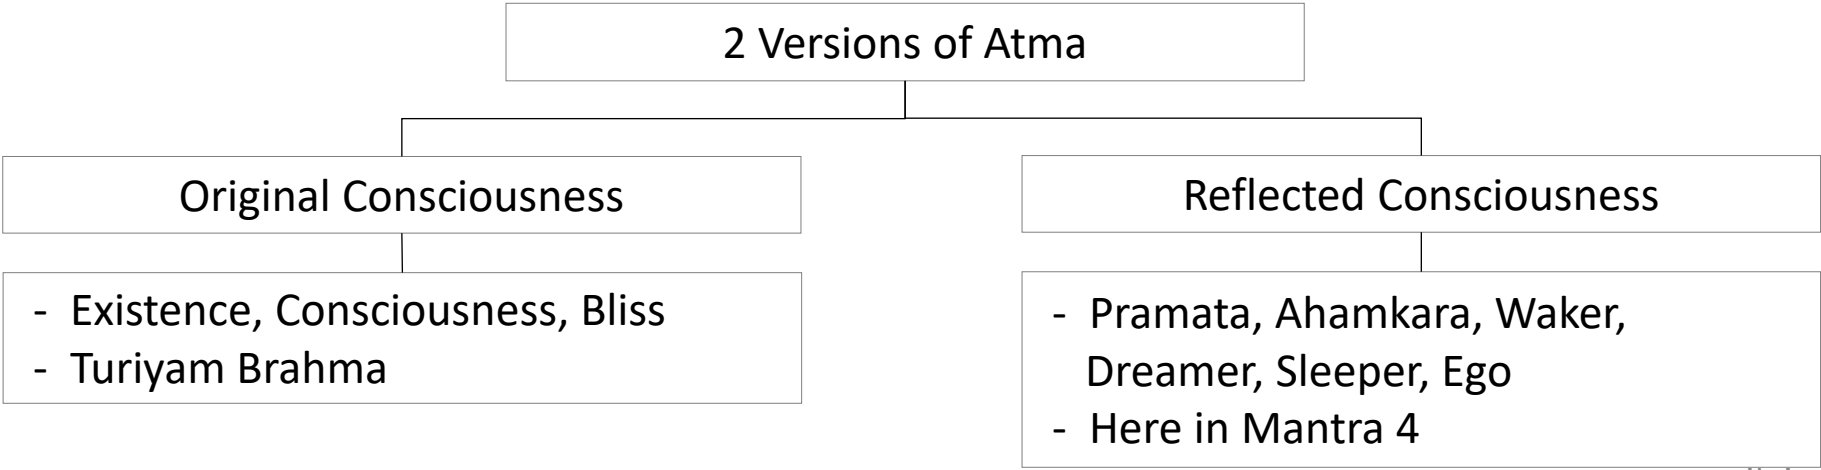 2 Versions of Atma
Original Consciousness
Reflected Consciousness
- Existence, Consciousness, Bliss
- Turiyam Brahma
- Pramata, Ahamkara, Waker,
Dreamer, Sleeper, Ego
- Here in Mantra 4